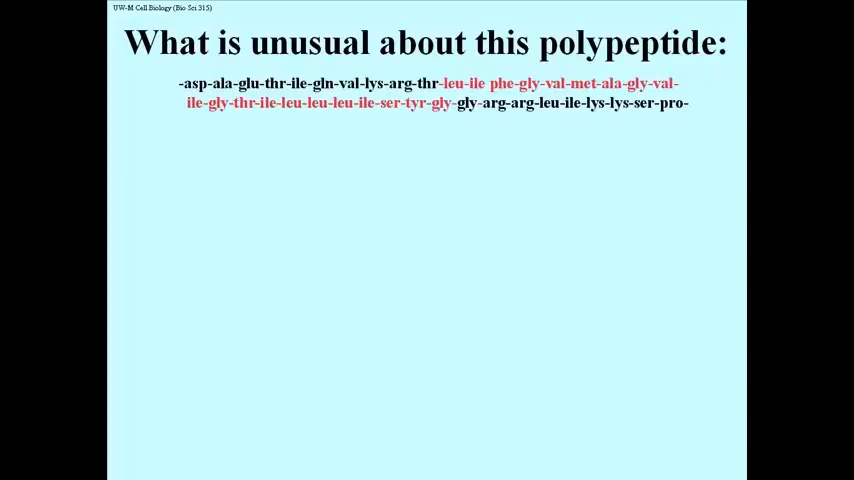 UW-M Cell Biology (Bio Sci 315)
What is unusual about this polypeptide:
-asp-ala-glu-thr-ile-gln-val-lys-arg-thr-leu-ile phe-gly-val-met-ala-gly-val-
ile-gly-thr-ile-leu-leu-leu-ile-ser-tyr-gly-gly-arg-arg-leu-ile-lys-lys-ser-pro-